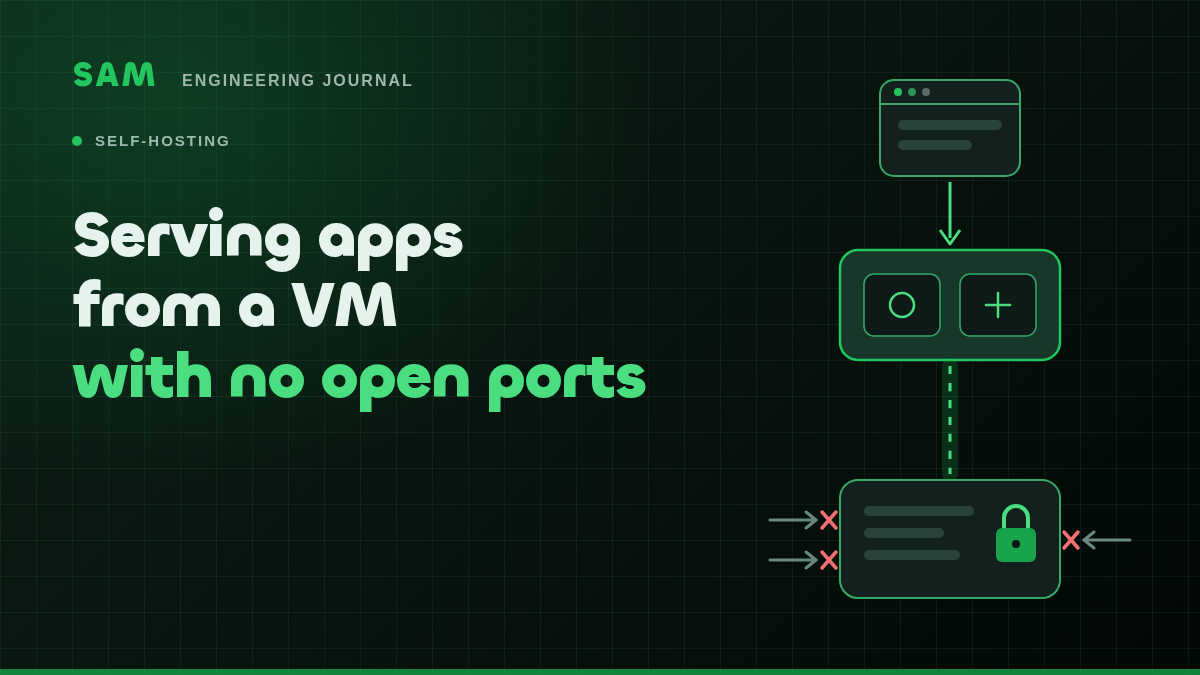 SAM ENGINEERING JOURNAL
SELF-HOSTING
Serving apps
from a VM
with no open ports